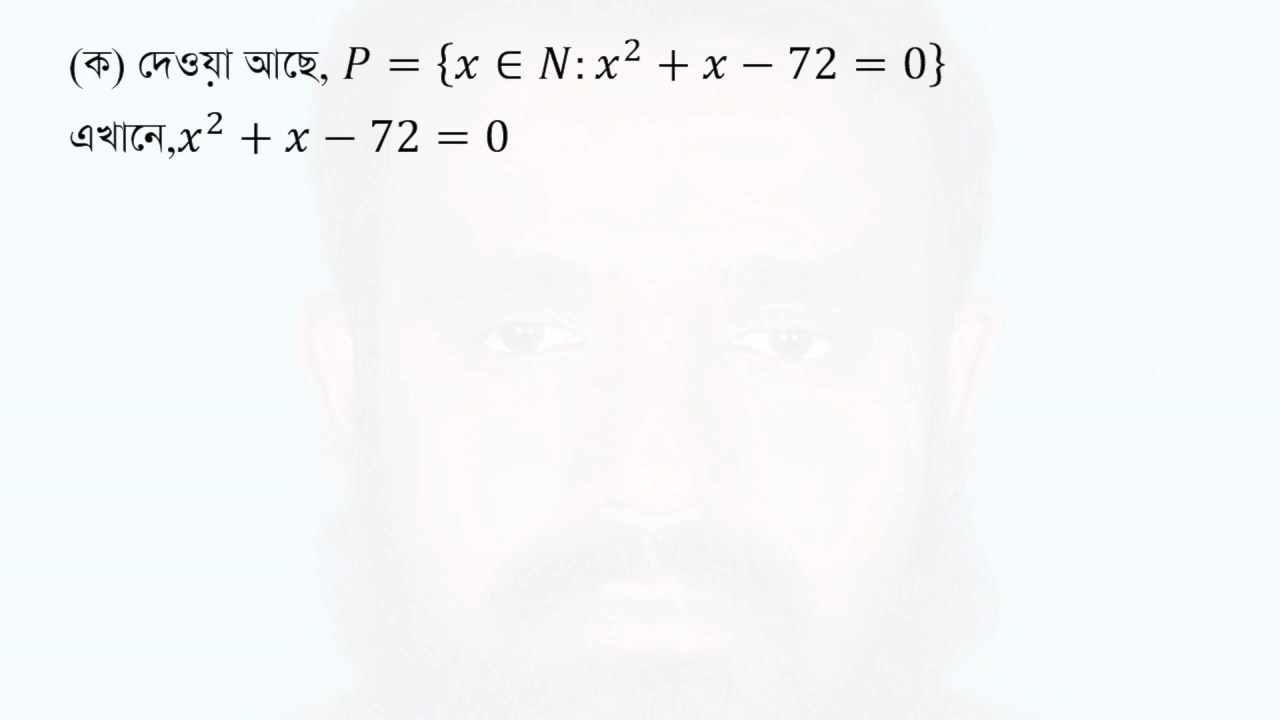 (ক) দেওয়া আছে, P = {x ∈ N: x² + x − 72 = 0}
এখানে,x² + x − 72 = 0